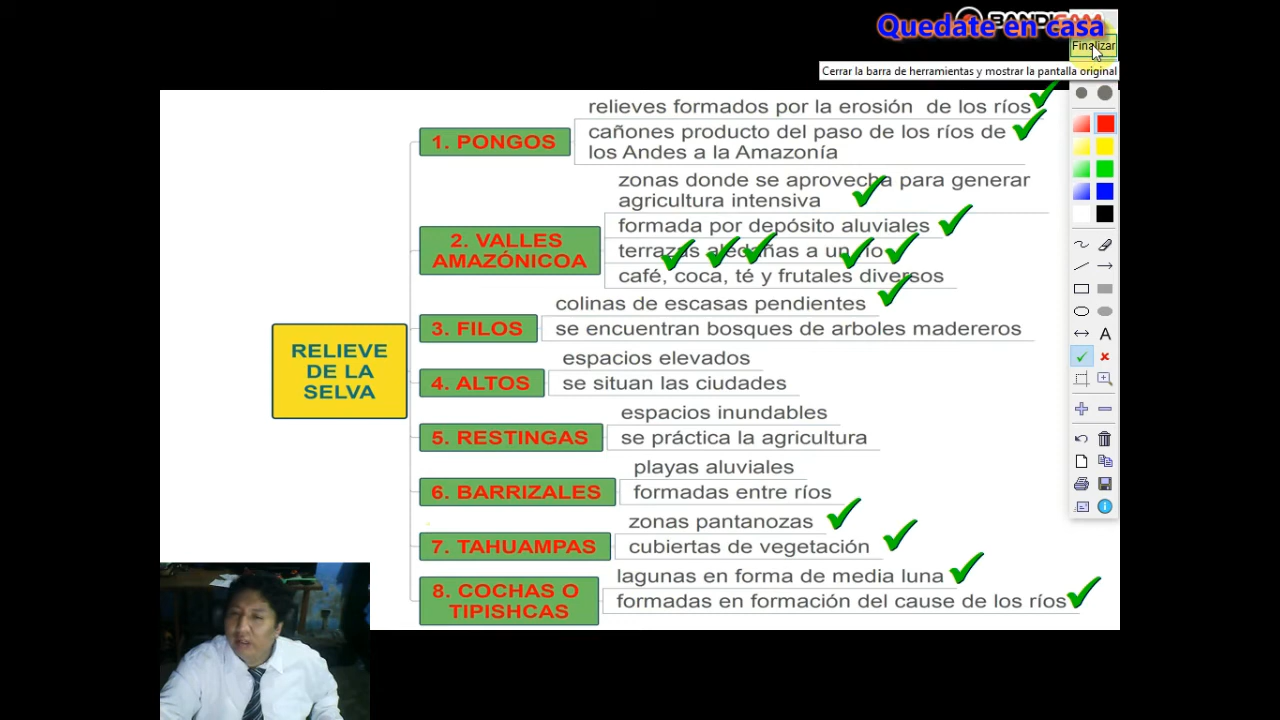 BANDICAM
Quedate en casa
Finalizar
Cerrar la barra de herramientas y mostrar la pantalla original
RELIEVE
DE LA
SELVA
1. PONGOS
relieves formados por la erosión de los ríos
cañones producto del paso de los ríos de
los Andes a la Amazonía
2. VALLES
AMAZÓNICOA
zonas donde se aprovecha para generar
agricultura intensiva
formada por depósito aluviales
terrazas aledañas a un río
café, coca, té y frutales diversos
3. FILOS
colinas de escasas pendientes
se encuentran bosques de arboles madereros
4. ALTOS
espacios elevados
se situan las ciudades
5. RESTINGAS
espacios inundables
se práctica la agricultura
6. BARRIZALES
playas aluviales
formadas entre ríos
7. TAHUAMPAS
zonas pantanozas
cubiertas de vegetación
8. COCHAS O
TIPISHCAS
lagunas en forma de media luna
formadas en formación del cause de los ríos